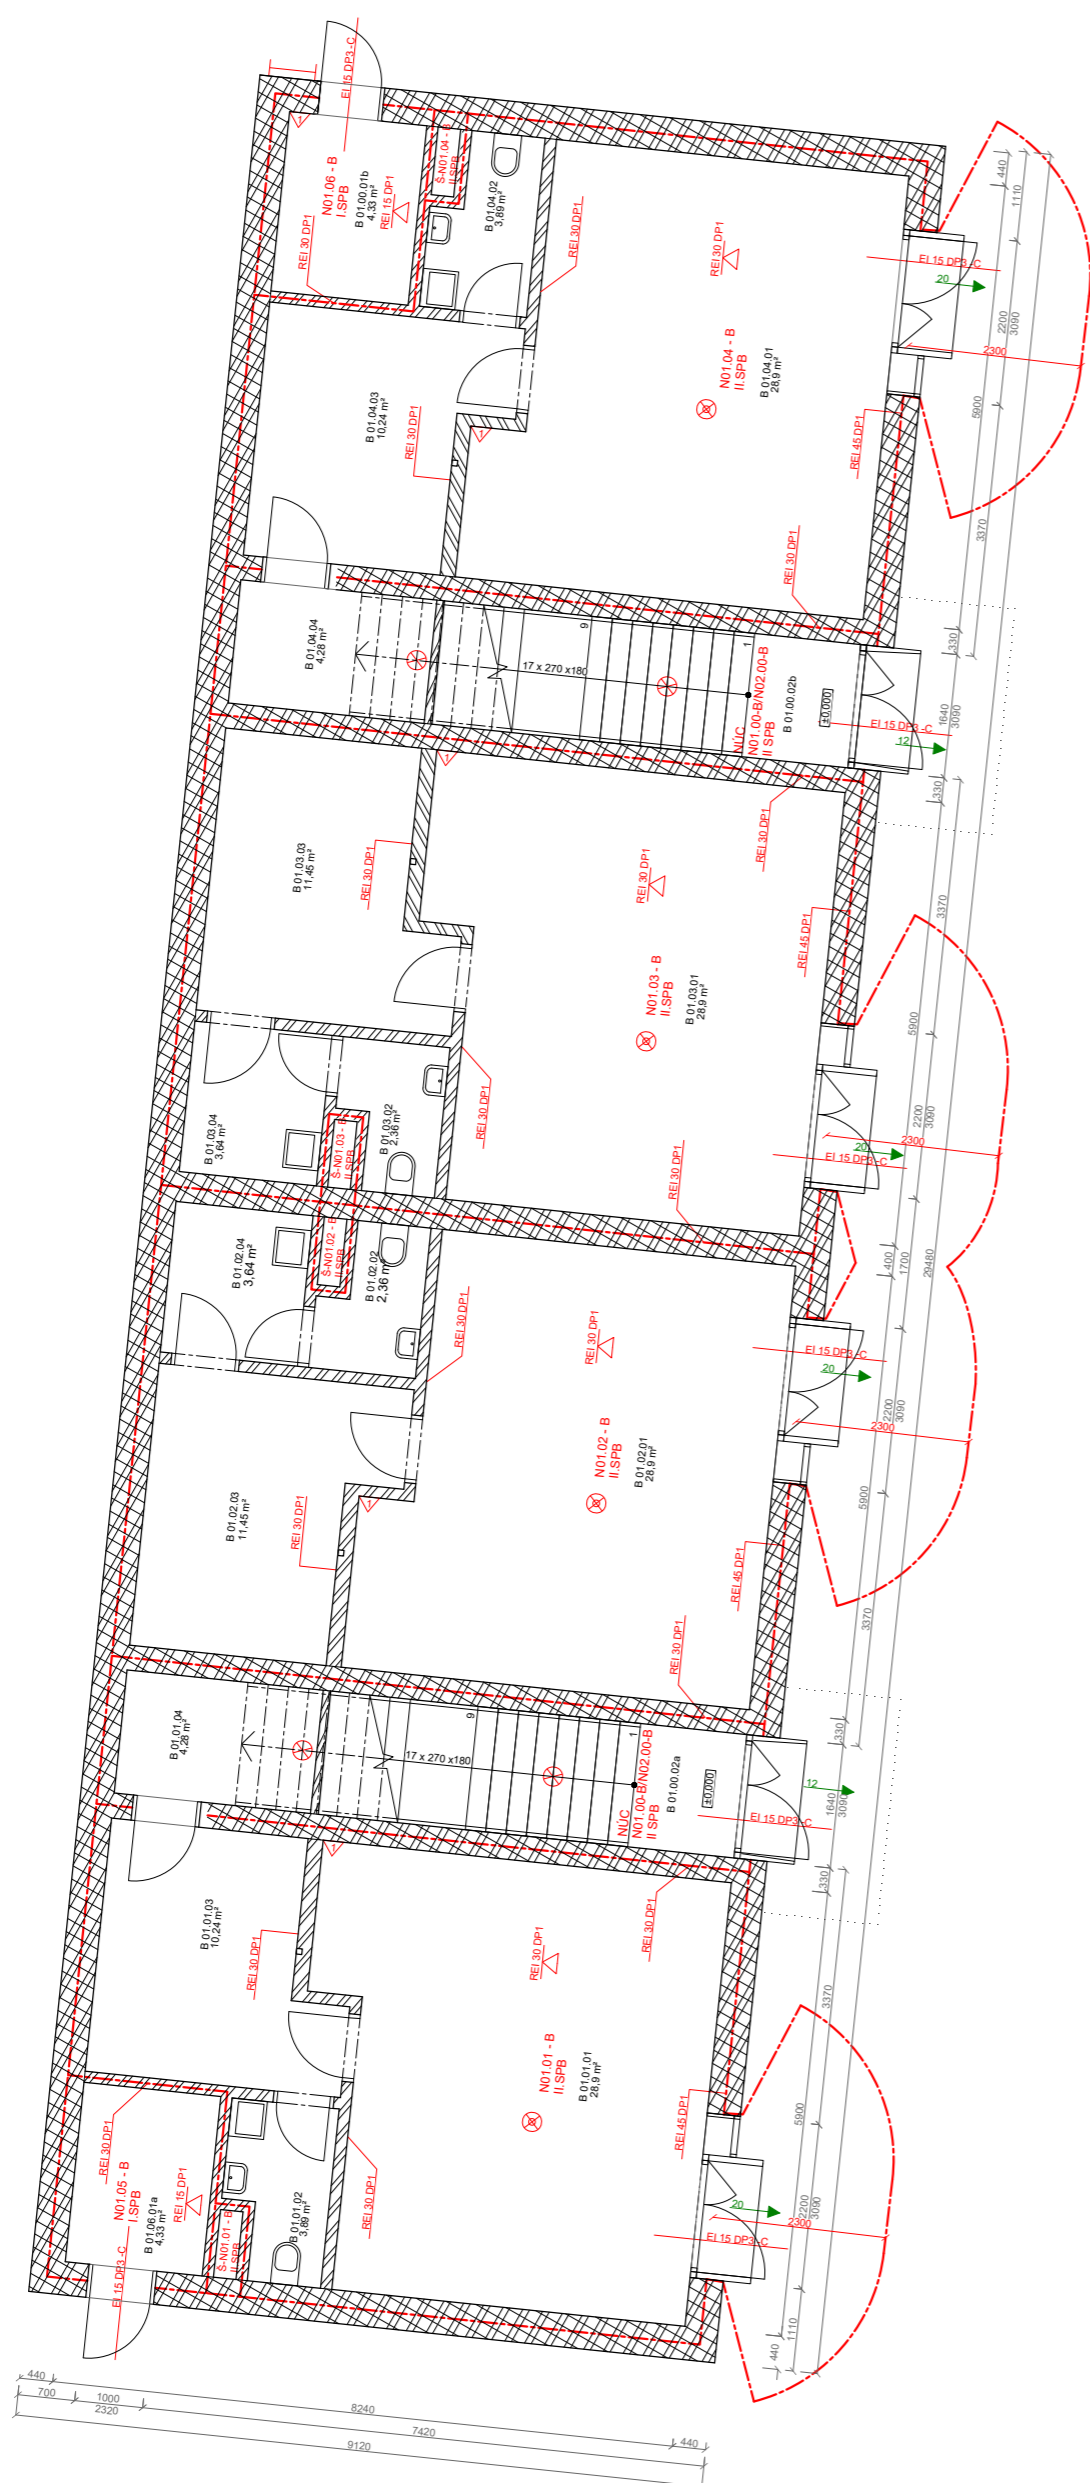 EI 15 DP3 -C
N01.06 - B
I.SPB
B 01.00.01b
4,33 m²
REI 15 DP1
REI 30 DP1
1
Š-N01.04 - B
II.SPB
B 01.04.02
3,89 m²
REI 30 DP1
REI 30 DP1
EI 15 DP3 -C
20
2300
440
1110
2200
3090
5900
3370
N01.04 - B
II.SPB
B 01.04.01
28,9 m²
B 01.04.03
10,24 m²
REI 30 DP1
1
REI 45 DP1
REI 30 DP1
B 01.04.04
4,28 m²
17 x 270 x180
9
1
NÚC
N01.00-B/N02.00-B
II SPB
B 01.00.02b
±0,000
EI 15 DP3 -C
12
330
1640
3090
330
1
REI 30 DP1
B 01.03.03
11,45 m²
REI 30 DP1
REI 30 DP1
REI 45 DP1
3370
N01.03 - B
II.SPB
B 01.03.01
28,9 m²
5900
2200
3090
B 01.03.04
3,64 m²
Š-N01.03 - B
II.SPB
B 01.03.02
2,36 m²
REI 30 DP1
REI 30 DP1
2300
20
EI 15 DP3 -C
400
1700
29480
B 01.02.04
3,64 m²
Š-N01.02 - B
II.SPB
B 01.02.02
2,36 m²
REI 30 DP1
REI 30 DP1
EI 15 DP3 -C
20
2300
2200
3090
5900
N01.02 - B
II.SPB
B 01.02.01
28,9 m²
B 01.02.03
11,45 m²
REI 30 DP1
1
REI 45 DP1
REI 30 DP1
3370
B 01.01.04
4,28 m²
17 x 270 x180
9
1
NÚC
N01.00-B/N02.00-B
II SPB
B 01.00.02a
±0,000
EI 15 DP3 -C
12
330
1640
3090
330
1
REI 30 DP1
B 01.01.03
10,24 m²
REI 30 DP1
REI 30 DP1
3370
N01.01 - B
II.SPB
B 01.01.01
28,9 m²
REI 45 DP1
5900
REI 30 DP1
N01.05 - B
I.SPB
B 01.06.01a
4,33 m²
REI 15 DP1
EI 15 DP3 -C
Š-N01.01 - B
II.SPB
B 01.01.02
3,89 m²
REI 30 DP1
20
2300
EI 15 DP3 -C
2200
3090
1110
440
440
700
1000
2320
8240
7420
440
9120